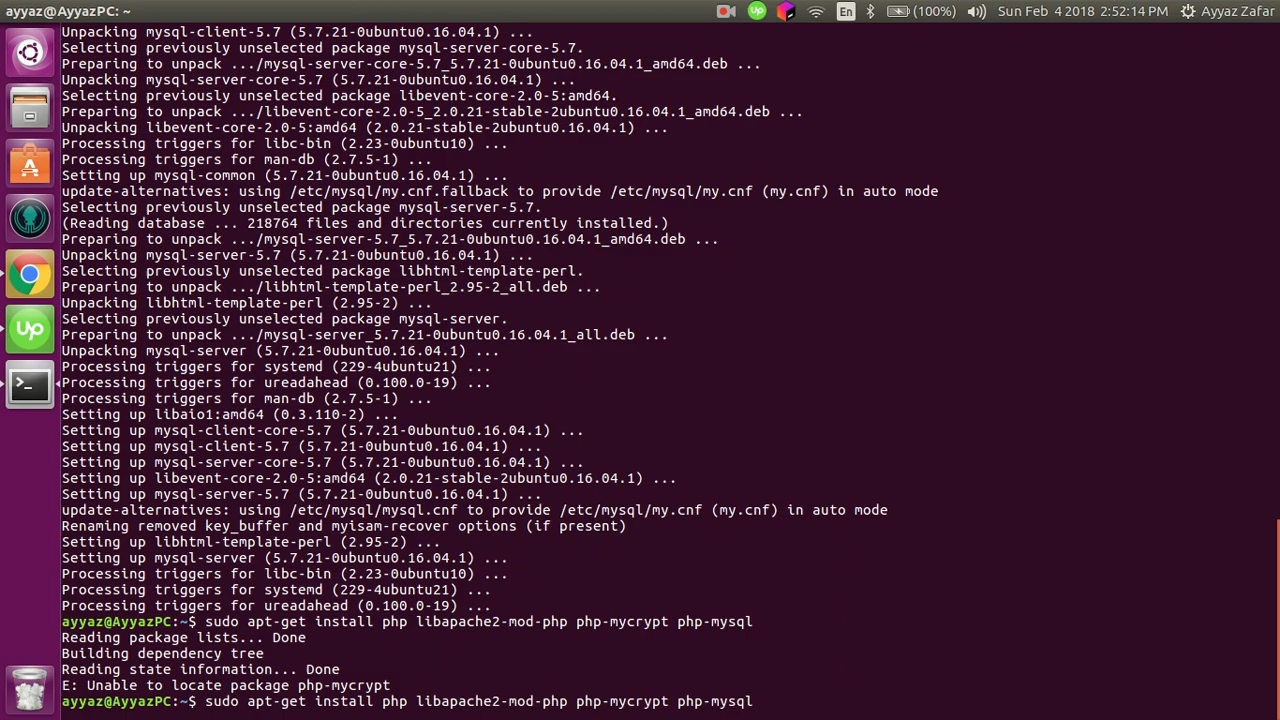 ayyaz@AyyazPC: ~
En (100%) Sun Feb 4 2018 2:52:14 PM Ayyaz Zafar
Unpacking mysql-client-5.7 (5.7.21-0ubuntu0.16.04.1) ...
Selecting previously unselected package mysql-server-core-5.7.
Preparing to unpack .../mysql-server-core-5.7_5.7.21-0ubuntu0.16.04.1_amd64.deb ...
Unpacking mysql-server-core-5.7 (5.7.21-0ubuntu0.16.04.1) ...
Selecting previously unselected package libevent-core-2.0-5:amd64.
Preparing to unpack .../libevent-core-2.0-5_2.0.21-stable-2ubuntu0.16.04.1_amd64.deb ...
Unpacking libevent-core-2.0-5:amd64 (2.0.21-stable-2ubuntu0.16.04.1) ...
Processing triggers for libc-bin (2.23-0ubuntu10) ...
Processing triggers for man-db (2.7.5-1) ...
Setting up mysql-common (5.7.21-0ubuntu0.16.04.1) ...
update-alternatives: using /etc/mysql/my.cnf.fallback to provide /etc/mysql/my.cnf (my.cnf) in auto mode
Selecting previously unselected package mysql-server-5.7.
(Reading database ... 218764 files and directories currently installed.)
Preparing to unpack .../mysql-server-5.7_5.7.21-0ubuntu0.16.04.1_amd64.deb ...
Unpacking mysql-server-5.7 (5.7.21-0ubuntu0.16.04.1) ...
Selecting previously unselected package libhtml-template-perl.
Preparing to unpack .../libhtml-template-perl_2.95-2_all.deb ...
Unpacking libhtml-template-perl (2.95-2) ...
Selecting previously unselected package mysql-server.
Preparing to unpack .../mysql-server_5.7.21-0ubuntu0.16.04.1_all.deb ...
Unpacking mysql-server (5.7.21-0ubuntu0.16.04.1) ...
Processing triggers for systemd (229-4ubuntu21) ...
Processing triggers for ureadahead (0.100.0-19) ...
Processing triggers for man-db (2.7.5-1) ...
Setting up libaio1:amd64 (0.3.110-2) ...
Setting up mysql-client-core-5.7 (5.7.21-0ubuntu0.16.04.1) ...
Setting up mysql-client-5.7 (5.7.21-0ubuntu0.16.04.1) ...
Setting up mysql-server-core-5.7 (5.7.21-0ubuntu0.16.04.1) ...
Setting up libevent-core-2.0-5:amd64 (2.0.21-stable-2ubuntu0.16.04.1) ...
Setting up mysql-server-5.7 (5.7.21-0ubuntu0.16.04.1) ...
update-alternatives: using /etc/mysql/mysql.cnf to provide /etc/mysql/my.cnf (my.cnf) in auto mode
Renaming removed key_buffer and myisam-recover options (if present)
Setting up libhtml-template-perl (2.95-2) ...
Setting up mysql-server (5.7.21-0ubuntu0.16.04.1) ...
Processing triggers for libc-bin (2.23-0ubuntu10) ...
Processing triggers for systemd (229-4ubuntu21) ...
Processing triggers for ureadahead (0.100.0-19) ...
ayyaz@AyyazPC:~$ sudo apt-get install php libapache2-mod-php php-mycrypt php-mysql
Reading package lists... Done
Building dependency tree
Reading state information... Done
E: Unable to locate package php-mycrypt
ayyaz@AyyazPC:~$ sudo apt-get install php libapache2-mod-php php-mycrypt php-mysql